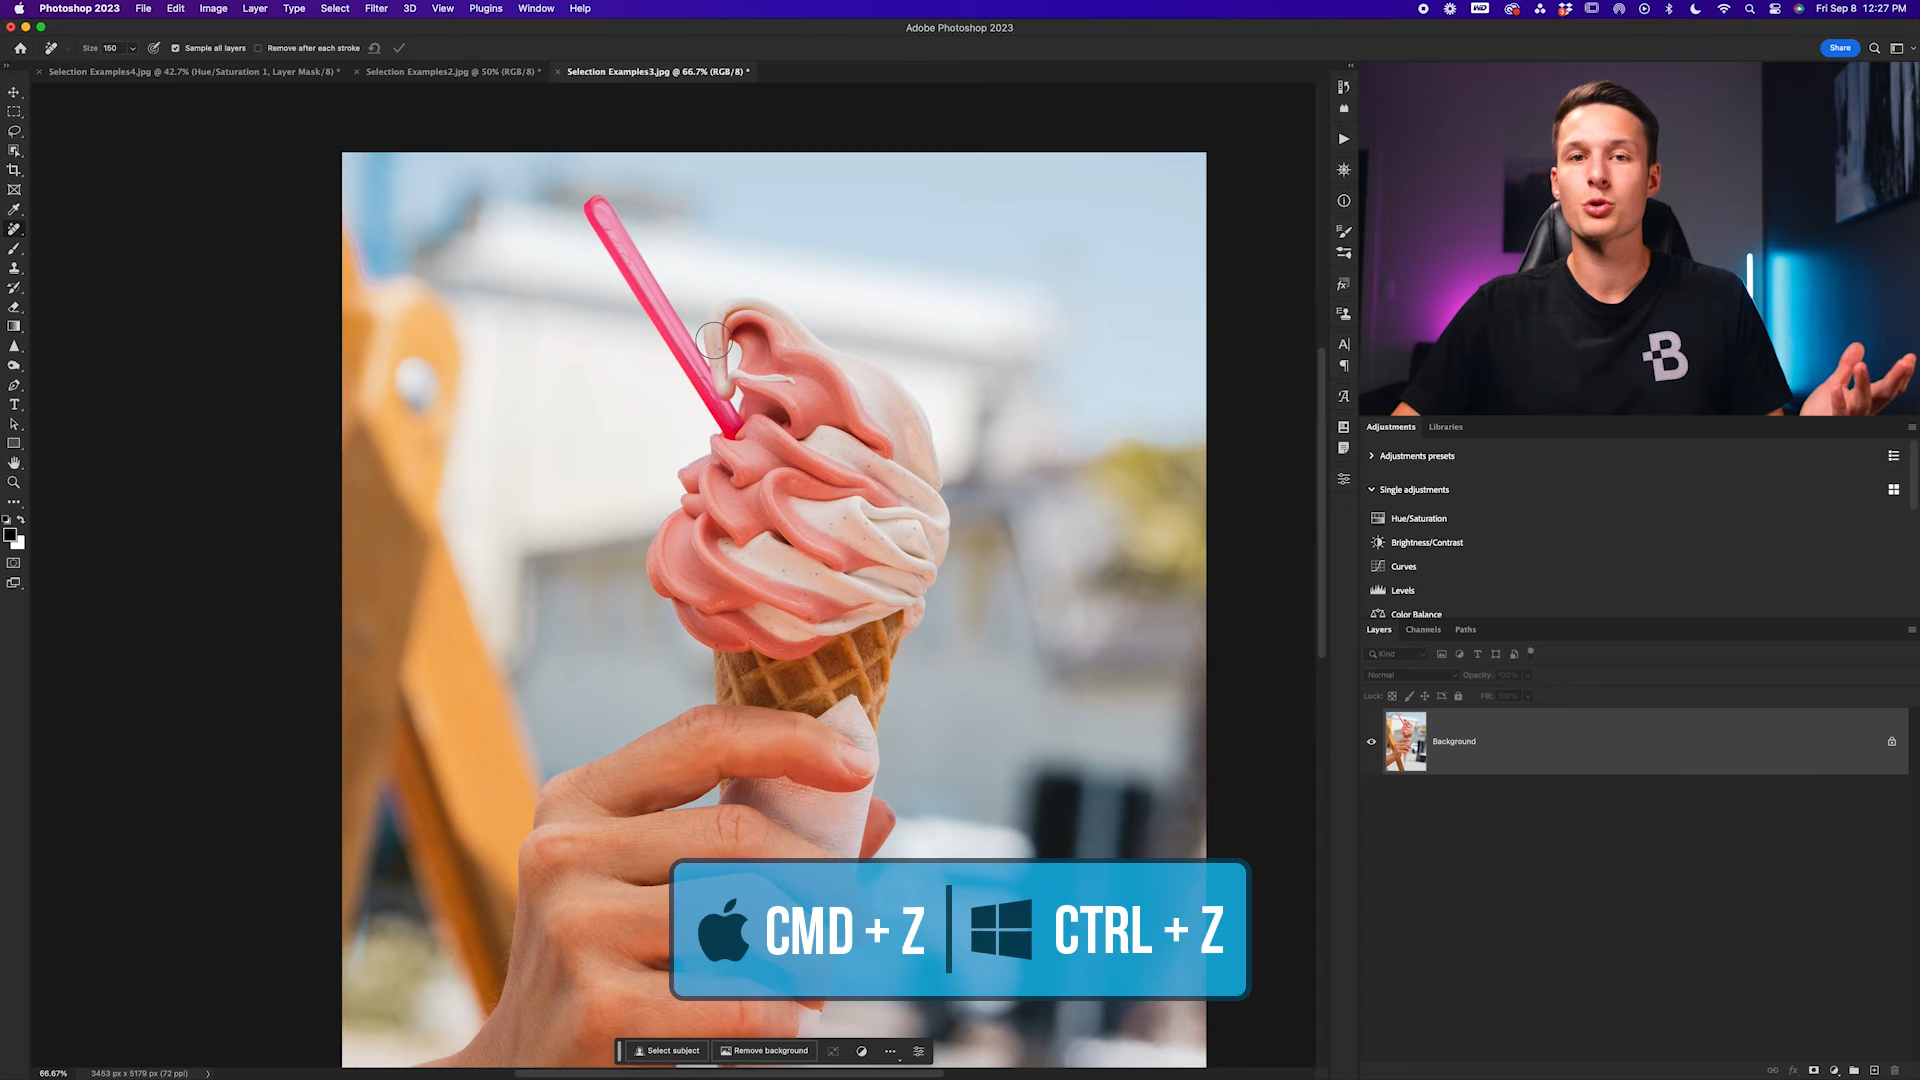 Photoshop 2023 File Edit Image Layer Type Select Filter 3D View Plugins Window Help Fri Sep 8 12:27 PM
Adobe Photoshop 2023
Size 150 Sample all layers Remove after each stroke Share
Selection Examples4.jpg @ 42.7% (Hue/Saturation 1, Layer Mask/8) * Selection Examples2.jpg @ 50% (RGB/8) * Selection Examples3.jpg @ 66.7% (RGB/8) *
B
Adjustments Libraries
Adjustments presets
Single adjustments
Hue/Saturation
Brightness/Contrast
Curves
Levels
Color Balance
Layers Channels Paths
Kind
Normal Opacity: 100%
Lock: Fill: 100%
Background
CMD + Z CTRL + Z
Select subject Remove background
66.67% 3453 px x 5179 px (72 ppi)